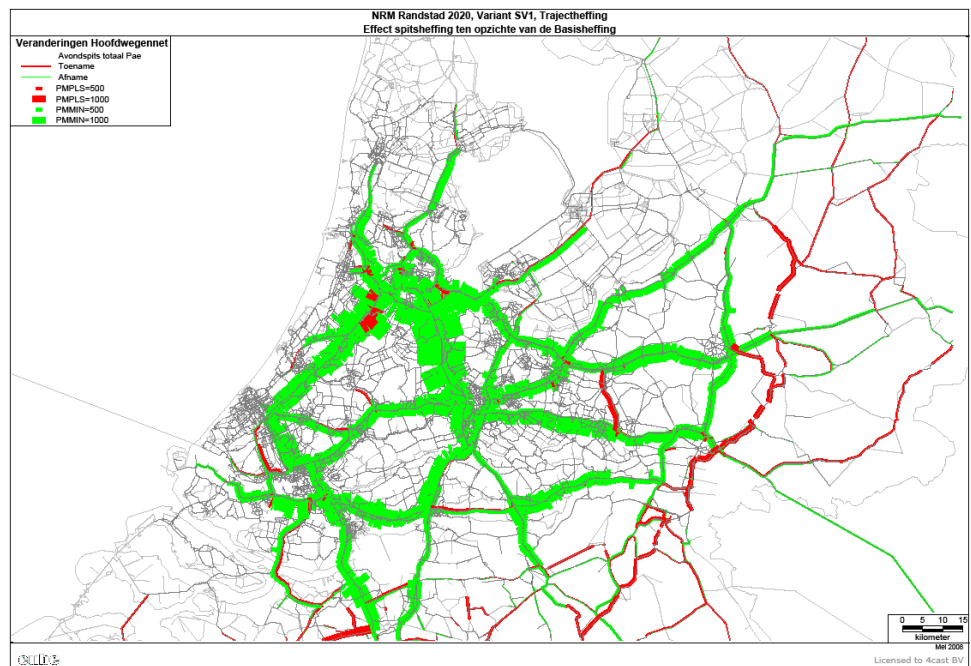 NRM Randstad 2020, Variant SV1, Trajectheffing
Effect spitsheffing ten opzichte van de Basisheffing
Veranderingen Hoofdwegennet
Avondspits totaal Pae
Toename
Afname
PMPLS=500
PMPLS=1000
PMMIN=500
PMMIN=1000
0 5 10 15
kilometer
Mei 2008
cube
Licensed to 4cast BV